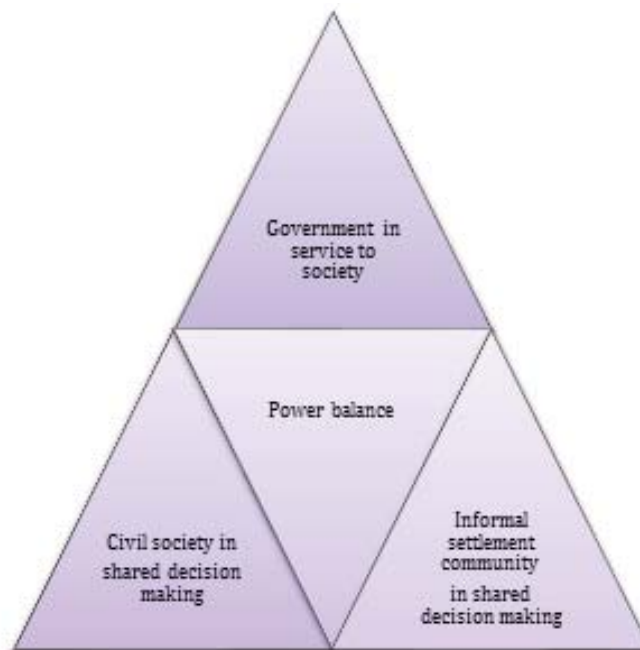 Government in
service to
society
Power balance
Civil society in
shared decision
making
Informal
settlement
community
in shared
decision making